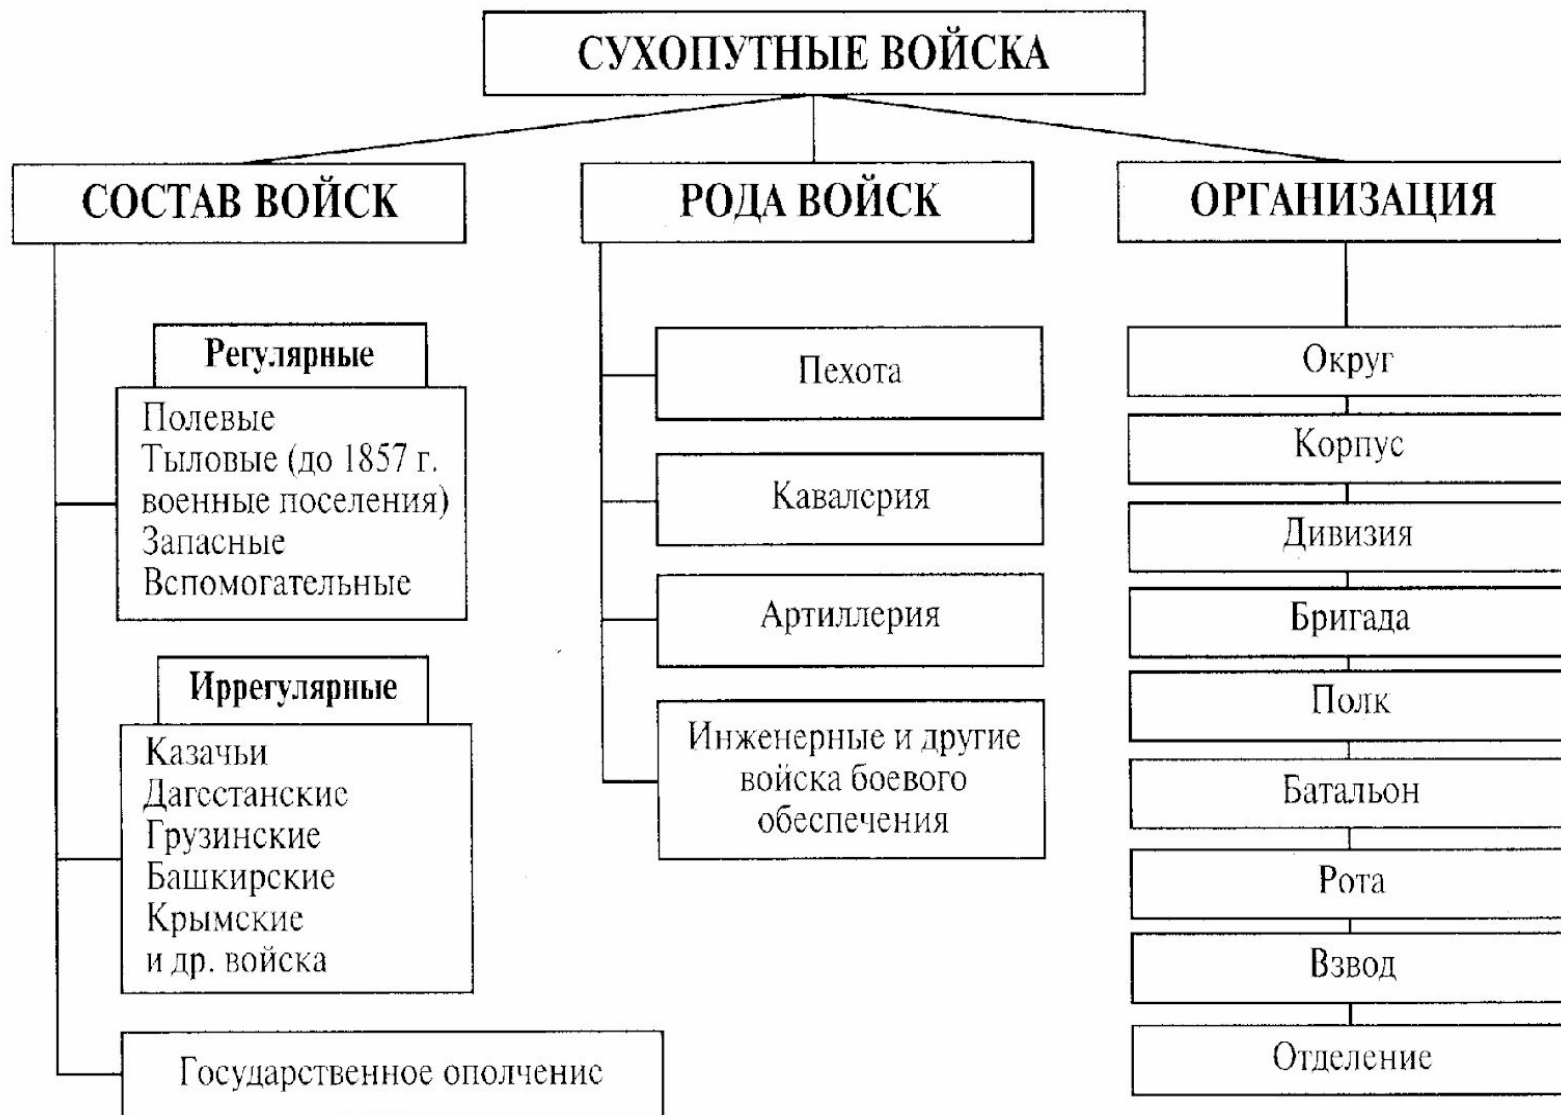 СУХОПУТНЫЕ ВОЙСКА
СОСТАВ ВОЙСК
Регулярные
Полевые
Тыловые (до 1857 г.
военные поселения)
Запасные
Вспомогательные
Иррегулярные
Казачьи
Дагестанские
Грузинские
Башкирские
Крымские
и др. войска
Государственное ополчение
РОДА ВОЙСК
Пехота
Кавалерия
Артиллерия
Инженерные и другие
войска боевого
обеспечения
ОРГАНИЗАЦИЯ
Округ
Корпус
Дивизия
Бригада
Полк
Батальон
Рота
Взвод
Отделение